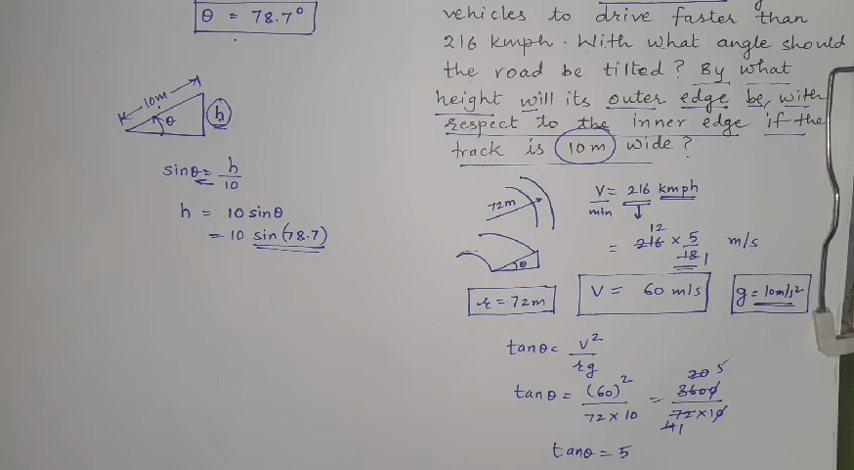 θ = 78.7°
10m
θ
h
sinθ = h/10
h = 10 sinθ
= 10 sin(78.7)
vehicles to drive faster than
216 kmph. With what angle should
the road be tilted? By what
height will its outer edge be, with
respect to the inner edge if the
track is 10m wide?
72m
V = 216 kmph
min
12
= 216 × 5/18 m/s
1
θ
r = 72m
V = 60 m/s
g = 10m/s²
tanθ = V²/rg
20 5
tanθ = (60)²/72×10 = 3600/72×10
41
tanθ = 5